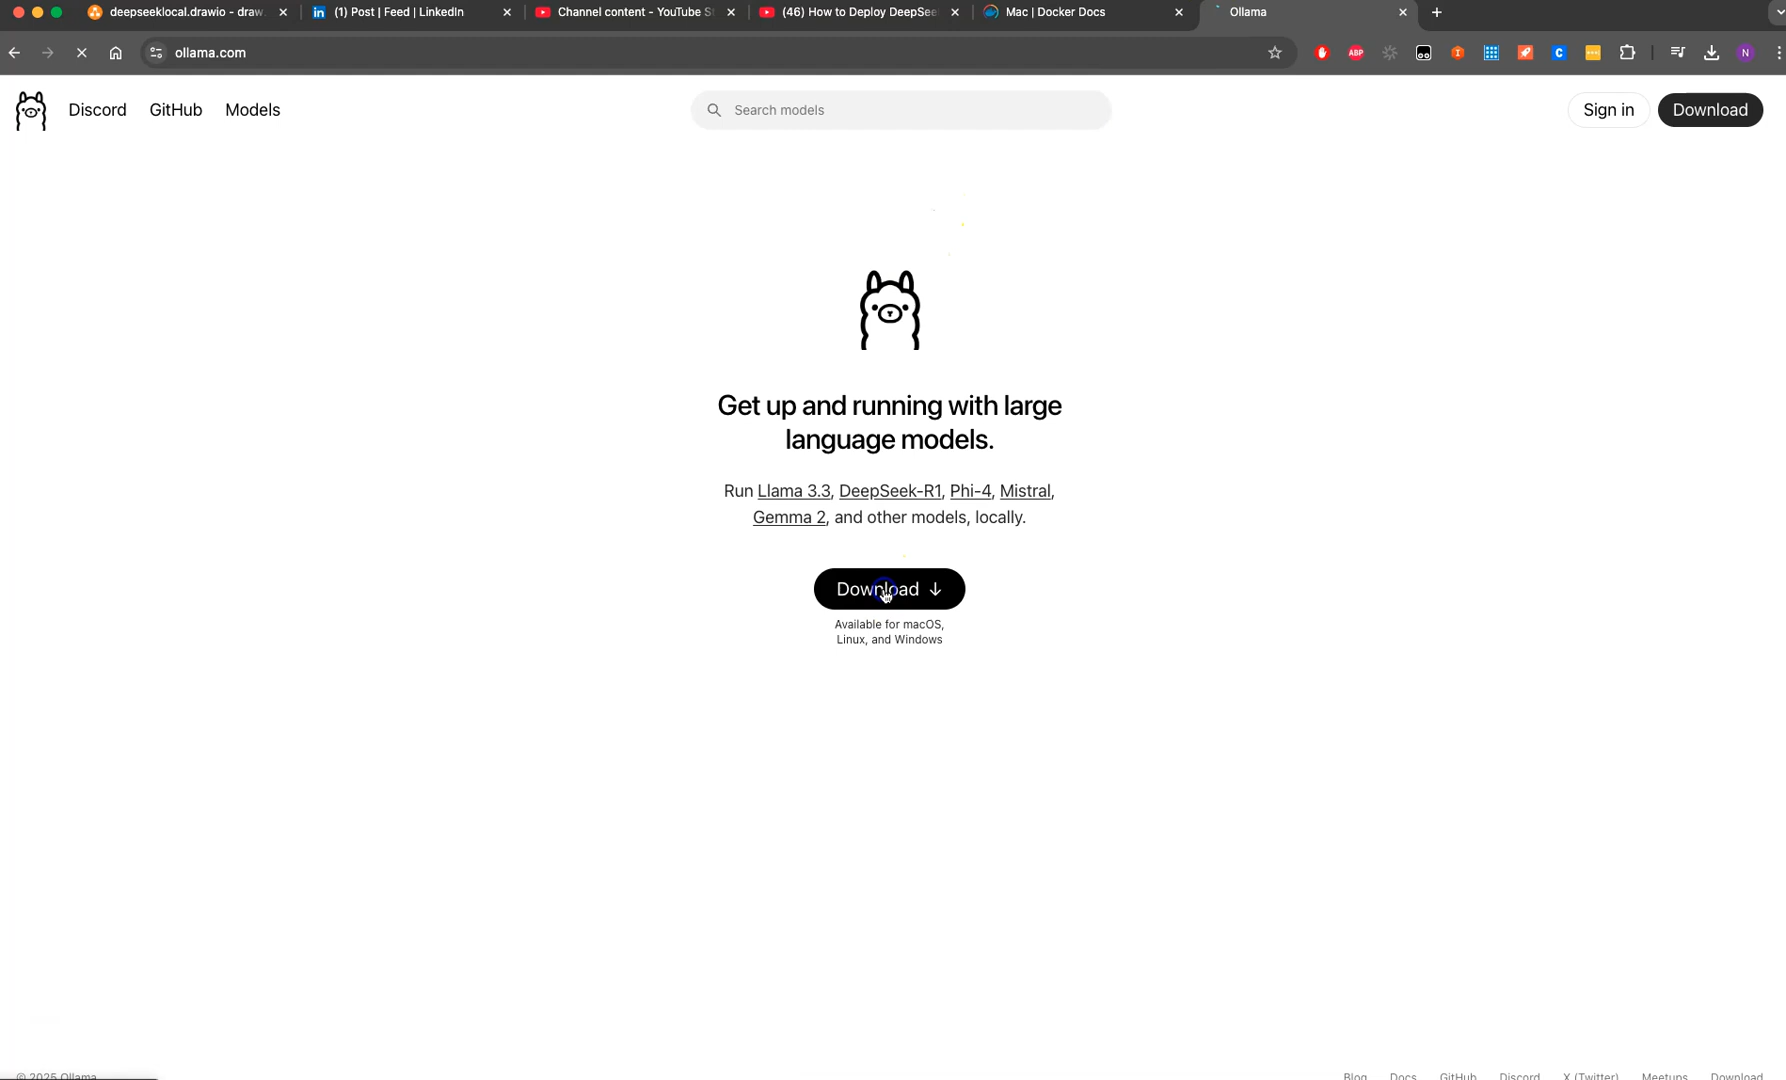 deepseeklocal.drawio - draw
(1) Post | Feed | LinkedIn
Channel content - YouTube St
(46) How to Deploy DeepSeek
Mac | Docker Docs
Ollama
ollama.com
ABP
N
Discord
GitHub
Models
Search models
Sign in
Download
Get up and running with large
language models.
Run Llama 3.3, DeepSeek-R1, Phi-4, Mistral,
Gemma 2, and other models, locally.
Download ↓
Available for macOS,
Linux, and Windows
© 2025 Ollama
Blog Docs GitHub Discord X (Twitter) Meetups Download